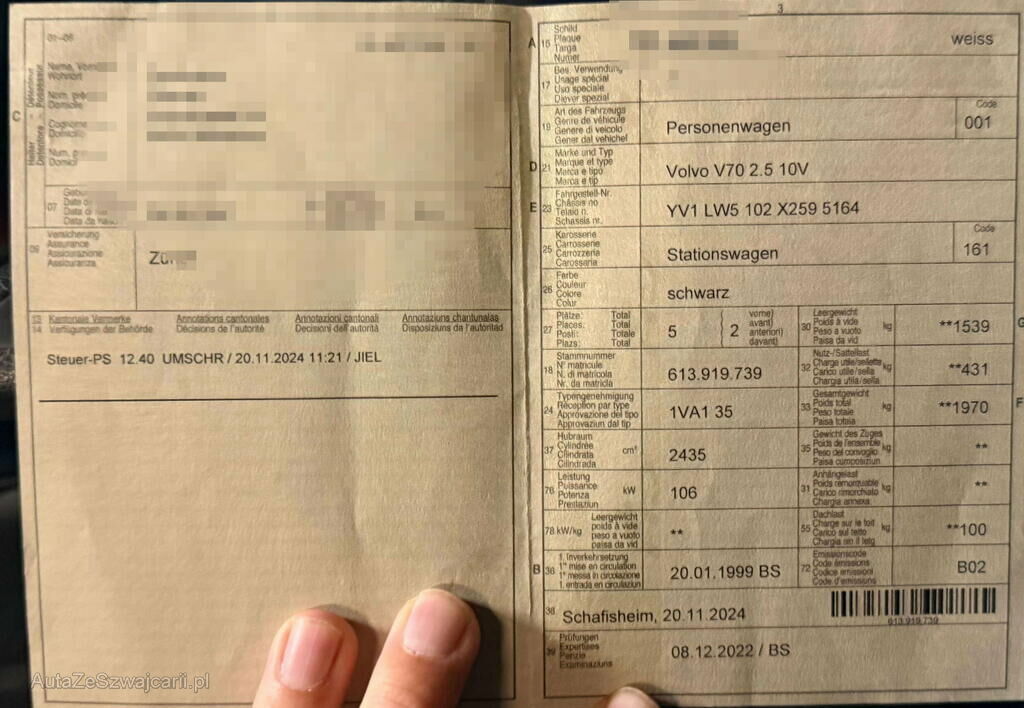 01-06
C
Name, Vorn
Wohnort
Nom, pré
Domicile
Cognome
Domicilio
Num, p
Domicil
07
Geburt
Date d
Data di na
Data da na
09
Versicherung
Assurance
Assicurazione
Assicuranza
Zür
13 Kantonale Vermerke Annotations cantonales Annotazioni cantonali Annotaziuns chantunalas
14 Verfügungen der Behörde Décisions de l'autorité Decisioni dell'autorità Disposiziuns da l'autoritad
Steuer-PS 12.40 UMSCHR / 20.11.2024 11:21 / JIEL
3
A 15
Schild
Plaque
Targa
Numer
weiss
17
Bes. Verwendung
Usage spécial
Uso speciale
Diever spezial
19
Art des Fahrzeugs
Genre de véhicule
Genere di veicolo
Gener dal vehichel
Personenwagen
Code
001
D 21
Marke und Typ
Marque et type
Marca e tipo
Marca e tip
Volvo V70 2.5 10V
E 23
Fahrgestell-Nr.
Châssis no
Telaio n.
Schassis nr.
YV1 LW5 102 X259 5164
25
Karosserie
Carrosserie
Carrozzeria
Carossaria
Stationswagen
Code
161
26
Farbe
Couleur
Colore
Colur
schwarz
27
Plätze: Total
Places: Total
Posti: Totale
Plazs: Total
5
2
vorne)
avant)
anteriori)
davant)
30
Leergewicht
Poids à vide
Peso a vuoto
Paisa da vid
kg
**1539
G
18
Stammnummer
N° matricule
N. di matricola
Nr. da matricla
613.919.739
32
Nutz-/Sattellast
Charge utile/sellette
Carico utile/sella
Chargia utila/sella
kg
**431
24
Typengenehmigung
Réception par type
Approvazione del tipo
Approvaziun dal tip
1VA1 35
33
Gesamtgewicht
Poids total
Peso totale
Paisa totala
kg
**1970
F
37
Hubraum
Cylindrée
Cilindrata
Cilindrada
cm³
2435
35
Gewicht des Zuges
Poids de l'ensemble
Peso del convoglio
Paisa cumposiziun
kg
**
76
Leistung
Puissance
Potenza
Prestaziun
kW
106
31
Anhängelast
Poids remorquable
Carico rimorchiato
Chargia annexa
kg
**
78 kW/kg
Leergewicht
poids à vide
peso a vuoto
paisa da vid
**
55
Dachlast
Charge sur le toit
Carico sul tetto
Chargia sin il tetg
kg
**100
B 36
1. Inverkehrsetzung
1re mise en circulation
1a messa in circolazione
1. entrada en circulaziun
20.01.1999 BS
72
Emissionscode
Code émissions
Codice emissioni
Code d'emissiuns
B02
38
Schafisheim, 20.11.2024
613.919.739
39
Prüfungen
Expertises
Perizie
Examinaziuns
08.12.2022 / BS
AutaZeSzwajcarii.pl